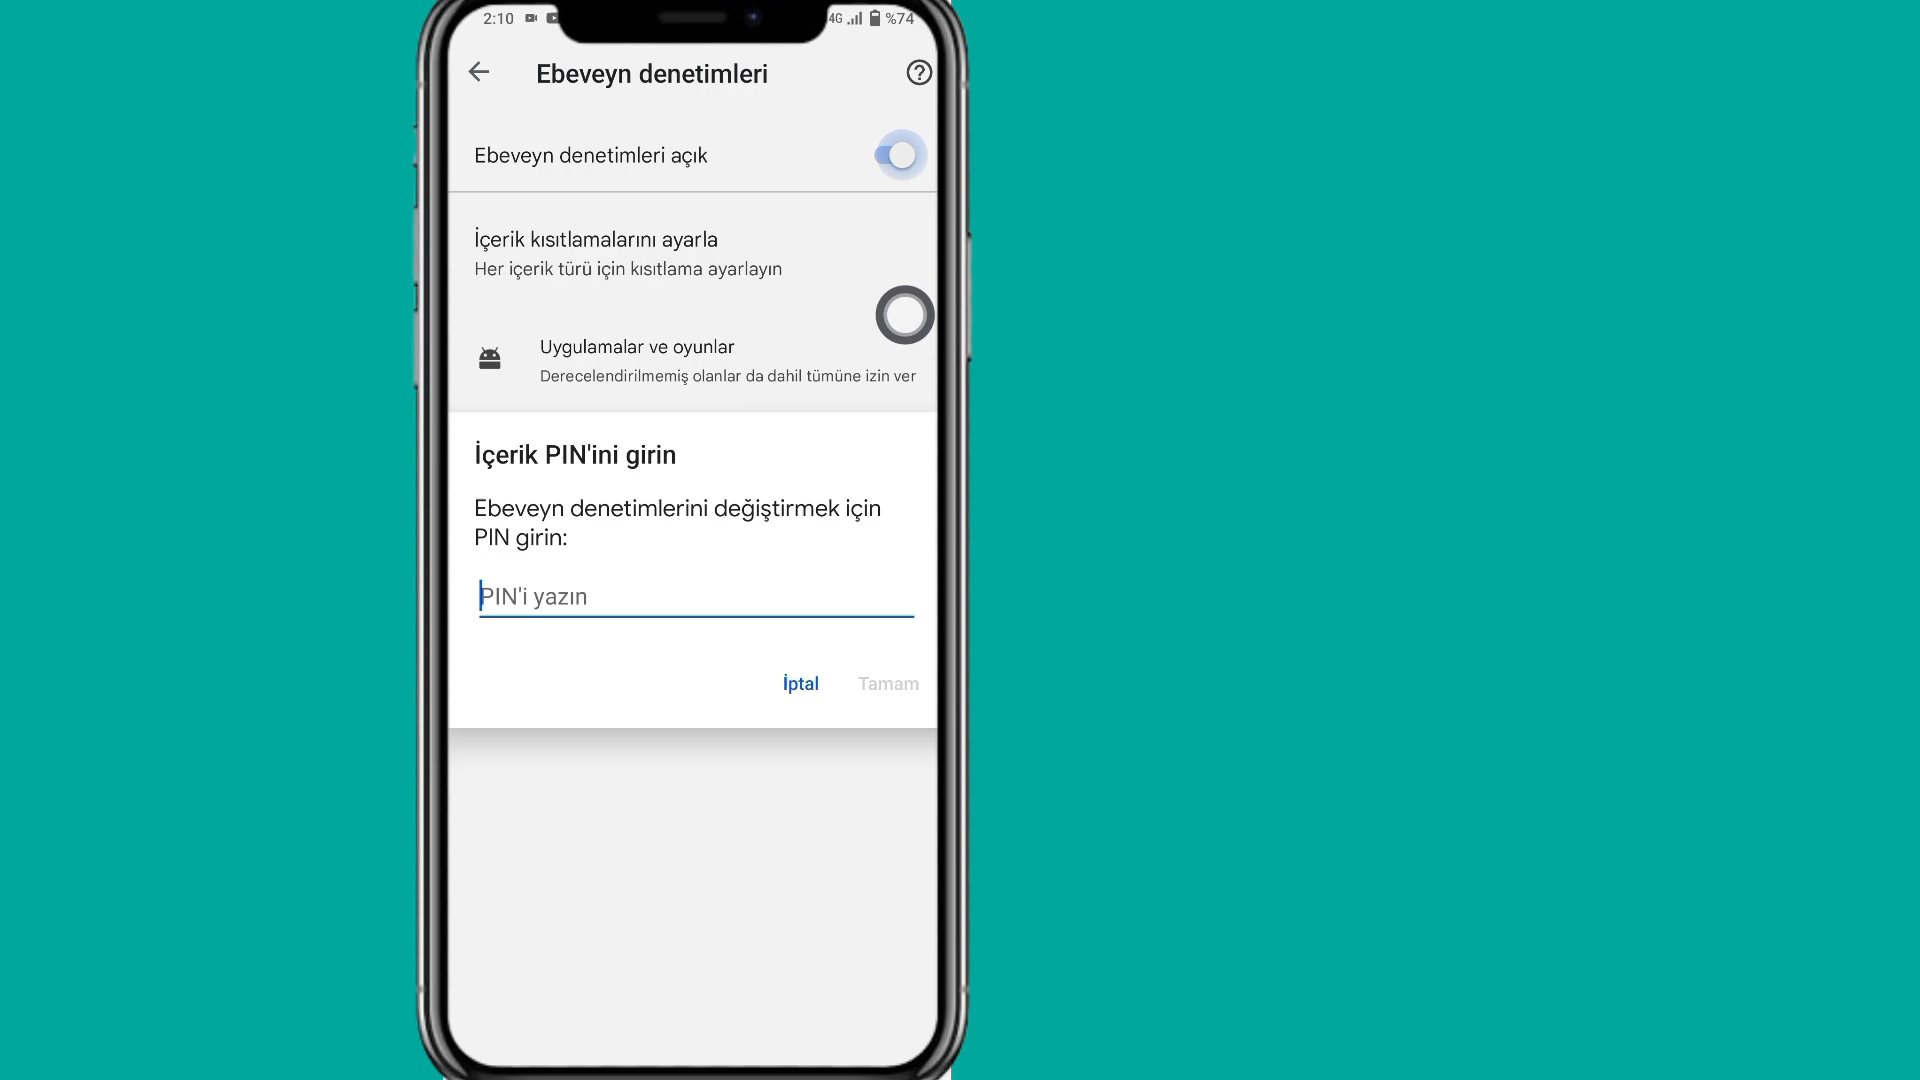 2:10 4G %74
Ebeveyn denetimleri
Ebeveyn denetimleri açık
İçerik kısıtlamalarını ayarla
Her içerik türü için kısıtlama ayarlayın
Uygulamalar ve oyunlar
Derecelendirilmemiş olanlar da dahil tümüne izin ver
İçerik PIN'ini girin
Ebeveyn denetimlerini değiştirmek için
PIN girin:
PIN'i yazın
İptal Tamam